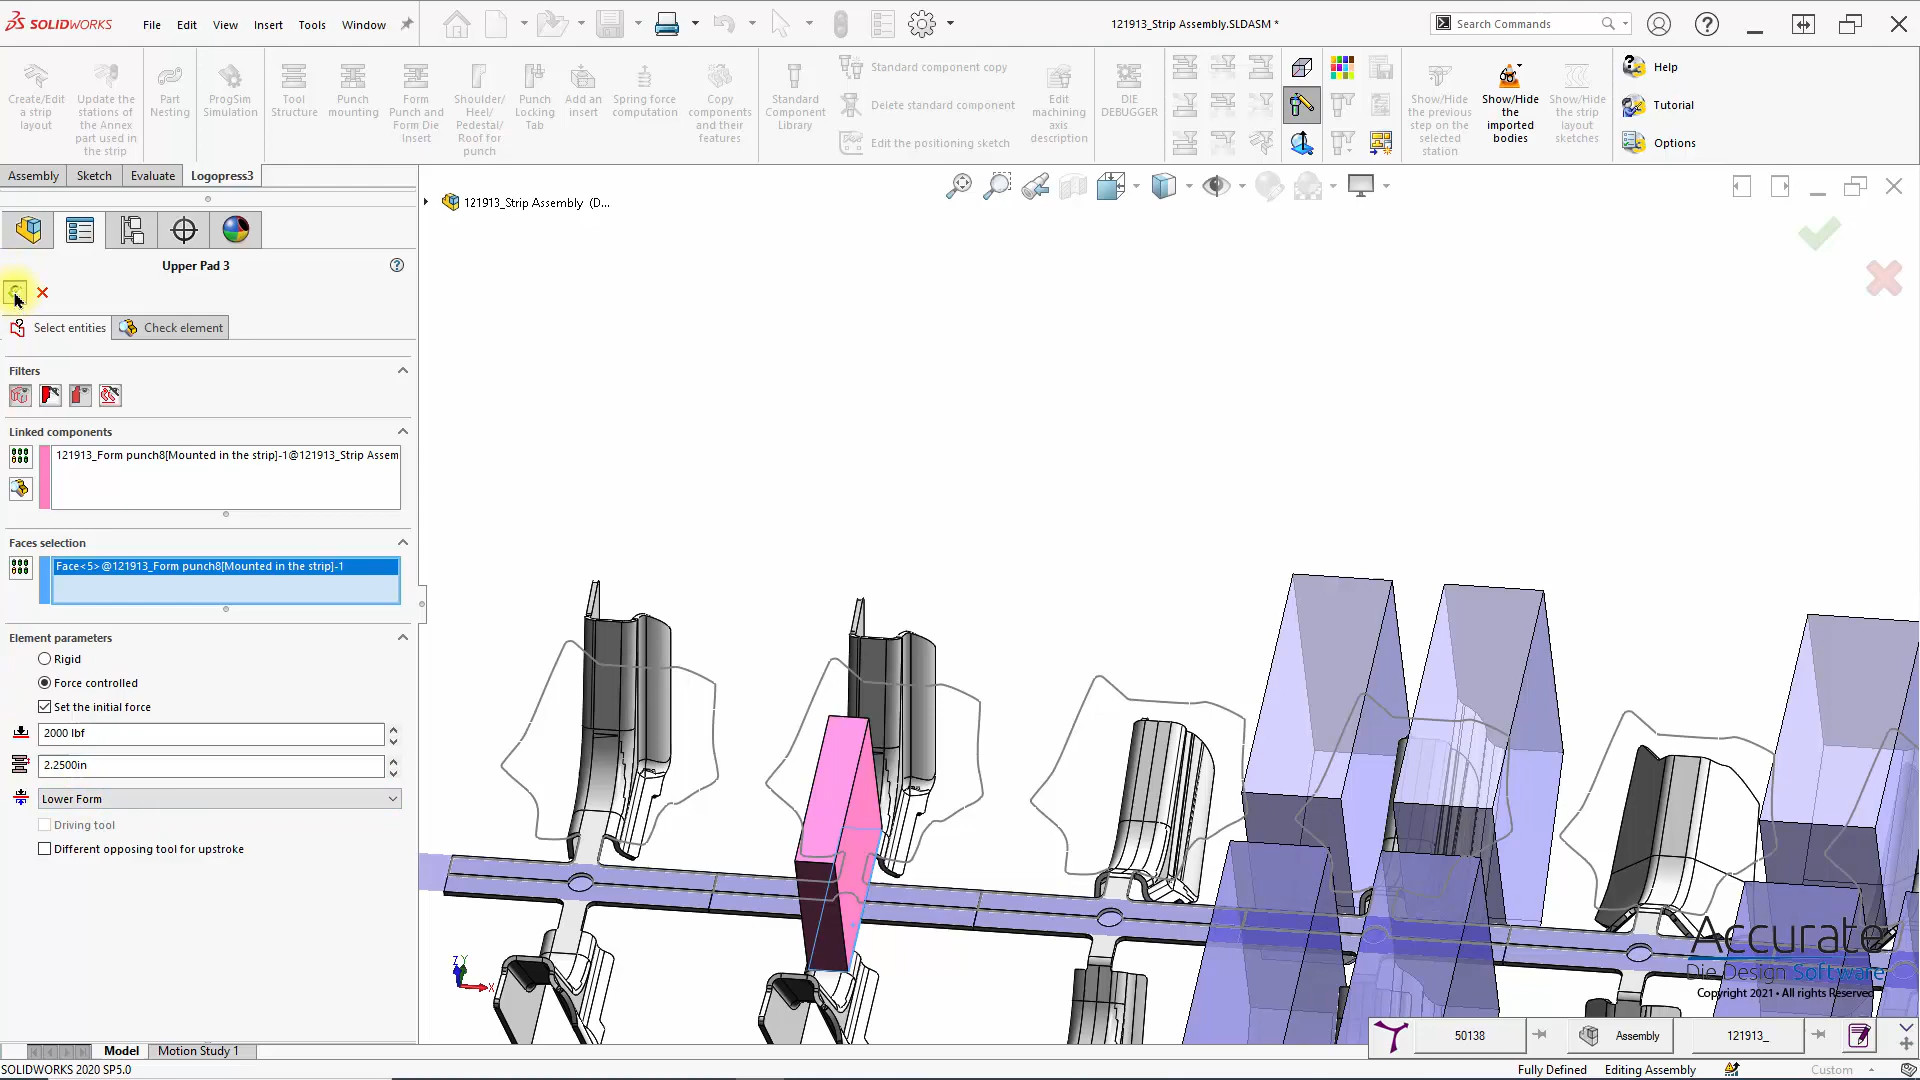 SOLIDWORKS
File Edit View Insert Tools Window
121913_Strip Assembly.SLDASM *
Search Commands
Create/Edit a strip layout
Update the stations of the Annex part used in the strip
Part Nesting
ProgSim Simulation
Tool Structure
Punch mounting
Form Punch and Form Die Insert
Shoulder/ Heel/ Pedestal/ Roof for punch
Punch Locking Tab
Add an insert
Spring force computation
Copy components and their features
Standard Component Library
Standard component copy
Delete standard component
Edit the positioning sketch
Edit machining axis description
DIE DEBUGGER
Show/Hide the previous step on the selected station
Show/Hide the imported bodies
Show/Hide the strip layout sketches
Help
Tutorial
Options
Assembly Sketch Evaluate Logopress3
121913_Strip Assembly (D...
Upper Pad 3
Select entities Check element
Filters
Linked components
121913_Form punch8[Mounted in the strip]-1@121913_Strip Assem
Faces selection
Face<5>@121913_Form punch8[Mounted in the strip]-1
Element parameters
Rigid
Force controlled
Set the initial force
2000 lbf
2.2500in
Lower Form
Driving tool
Different opposing tool for upstroke
Z Y X
Accurate
Die Design Software
Copyright 2021 • All rights Reserved
50138 Assembly 121913_
Model Motion Study 1
SOLIDWORKS 2020 SP5.0
Fully Defined Editing Assembly Custom